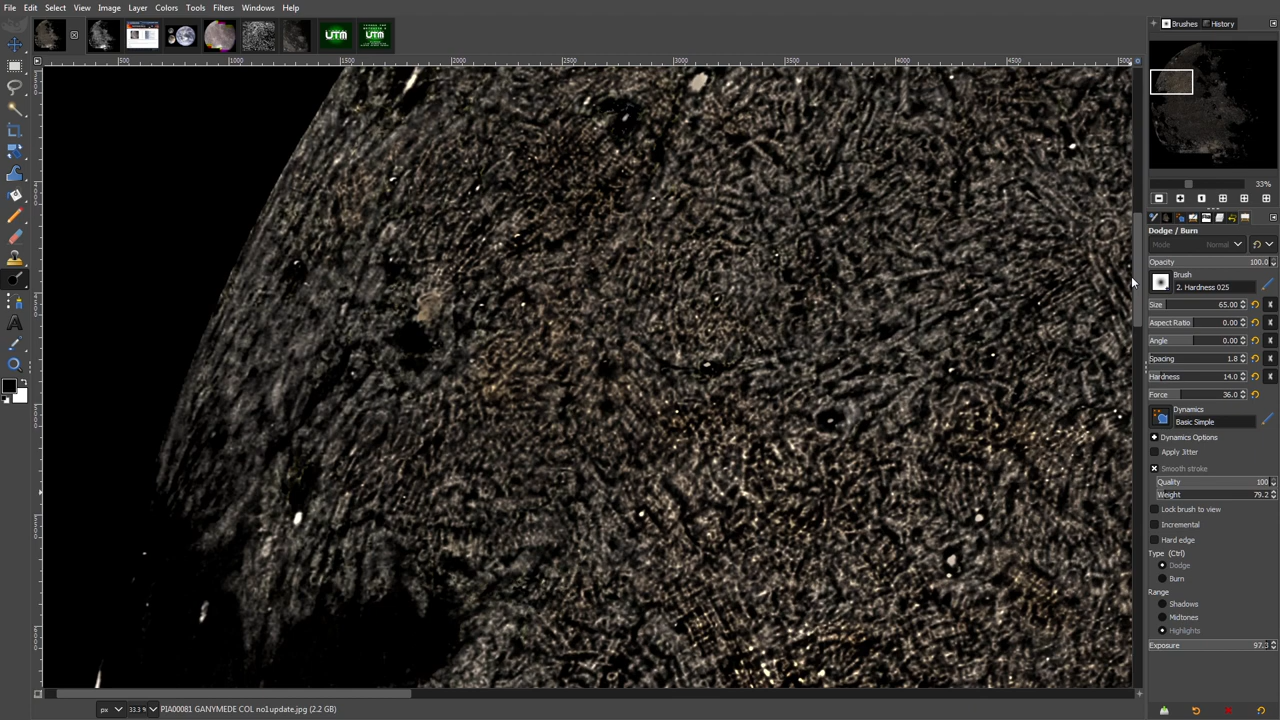 File Edit Select View Image Layer Colors Tools Filters Windows Help
UTM UTM
Brushes History
500 1000 1500 2000 2500 3000 3500 4000 4500 5000
33%
Dodge / Burn
Mode Normal
Opacity 100.0
Brush
2. Hardness 025
Size 65.00
Aspect Ratio 0.00
Angle 0.00
Spacing 1.8
Hardness 14.0
Force 36.0
Dynamics
Basic Simple
Dynamics Options
Apply Jitter
Smooth stroke
Quality 100
Weight 79.2
Lock brush to view
Incremental
Hard edge
Type (Ctrl)
Dodge
Burn
Range
Shadows
Midtones
Highlights
Exposure 97.3
px 33.3 PIA00081 GANYMEDE COL no1update.jpg (2.2 GB)